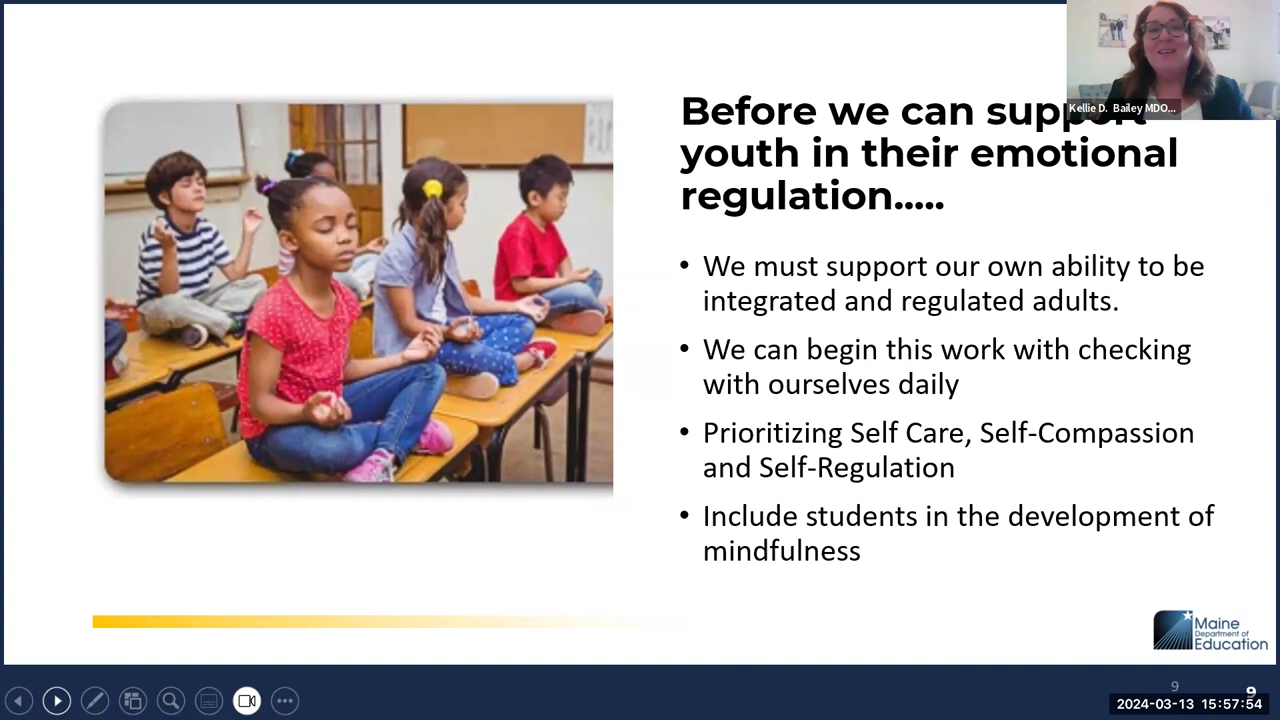 Kellie D. Bailey MDO...
Before we can support
youth in their emotional
regulation.....
• We must support our own ability to be
integrated and regulated adults.
• We can begin this work with checking
with ourselves daily
• Prioritizing Self Care, Self-Compassion
and Self-Regulation
• Include students in the development of
mindfulness
Maine
Department of
Education
9
9
2024-03-13 15:57:54